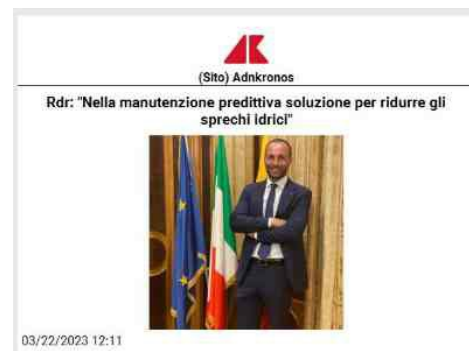 (Sito) Adnkronos
Rdr: "Nella manutenzione predittiva soluzione per ridurre gli
sprechi idrici"
03/22/2023 12:11